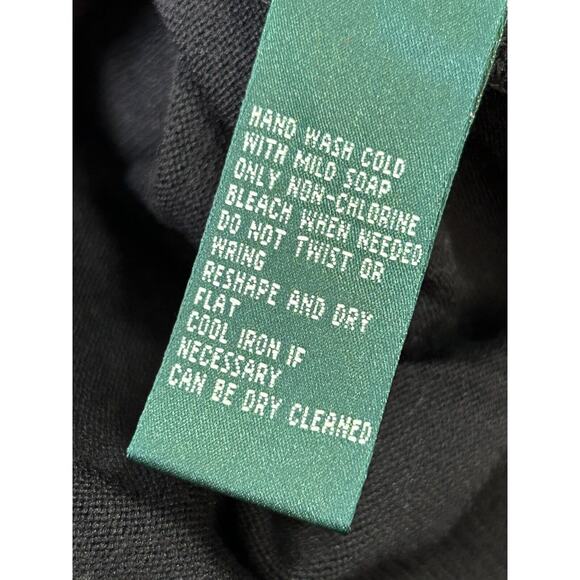 HAND WASH COLD
WITH MILD SOAP
ONLY NON-CHLORINE
BLEACH WHEN NEEDED
DO NOT TWIST OR
WRING
RESHAPE AND DRY
FLAT
COOL IRON IF
NECESSARY
CAN BE DRY CLEANED